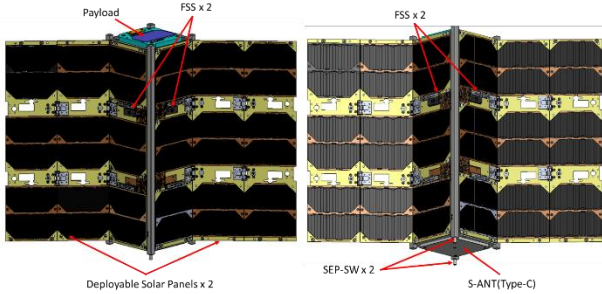 Payload
FSS x 2
FSS x 2
Deployable Solar Panels x 2
SEP-SW x 2
S-ANT(Type-C)